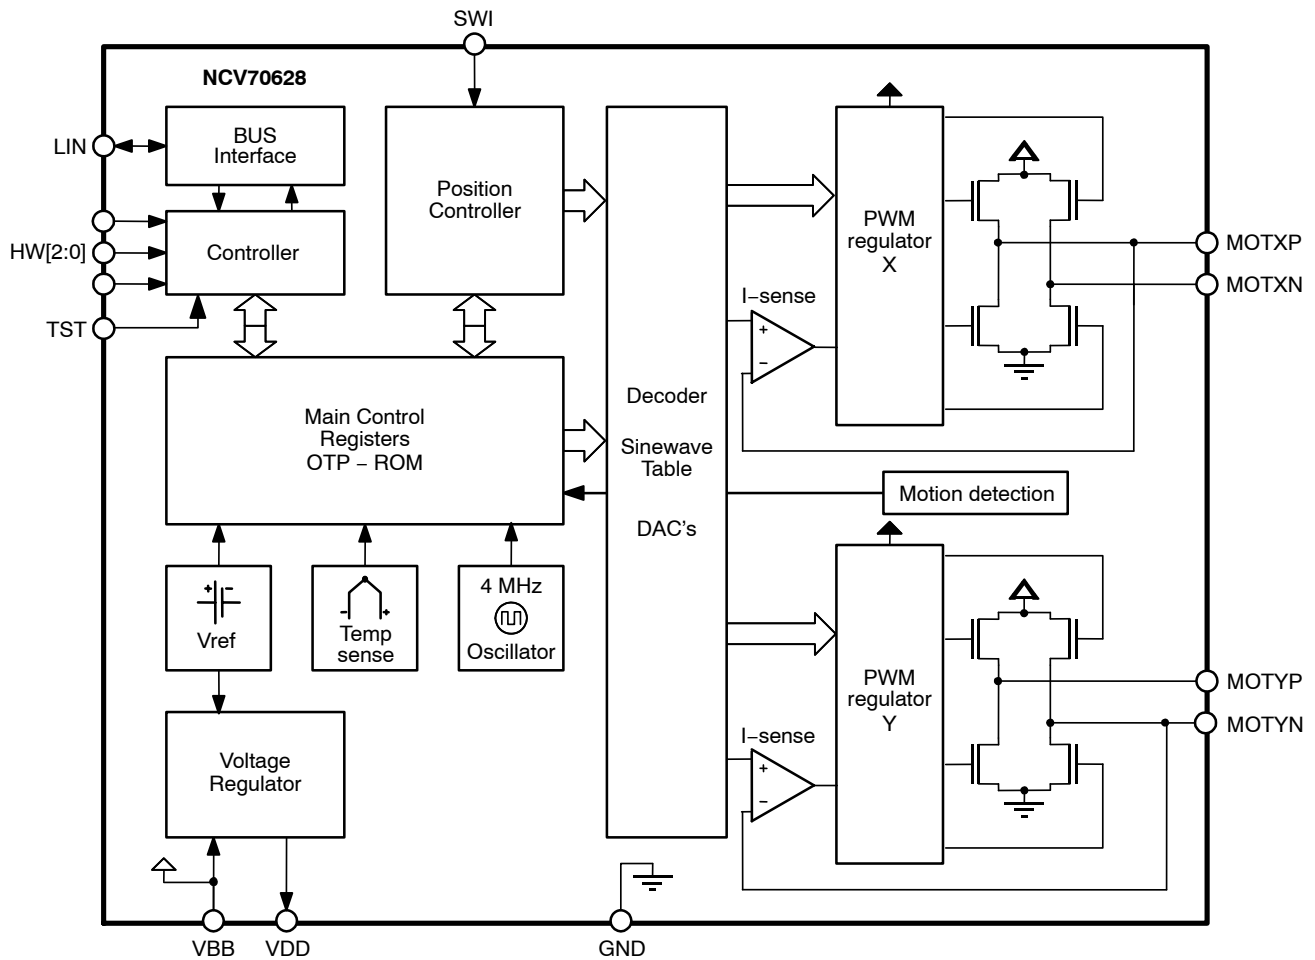 SWI
NCV70628
LIN
BUS
Interface
Position
Controller
PWM
regulator
X
HW[2:0]
Controller
MOTXP
MOTXN
I−sense
+
−
TST
Main Control
Registers
OTP − ROM
Decoder
Sinewave
Table
DAC's
Motion detection
+ -
Vref
- +
Temp
sense
4 MHz
Oscillator
PWM
regulator
Y
MOTYP
MOTYN
I−sense
+
−
Voltage
Regulator
VBB
VDD
GND